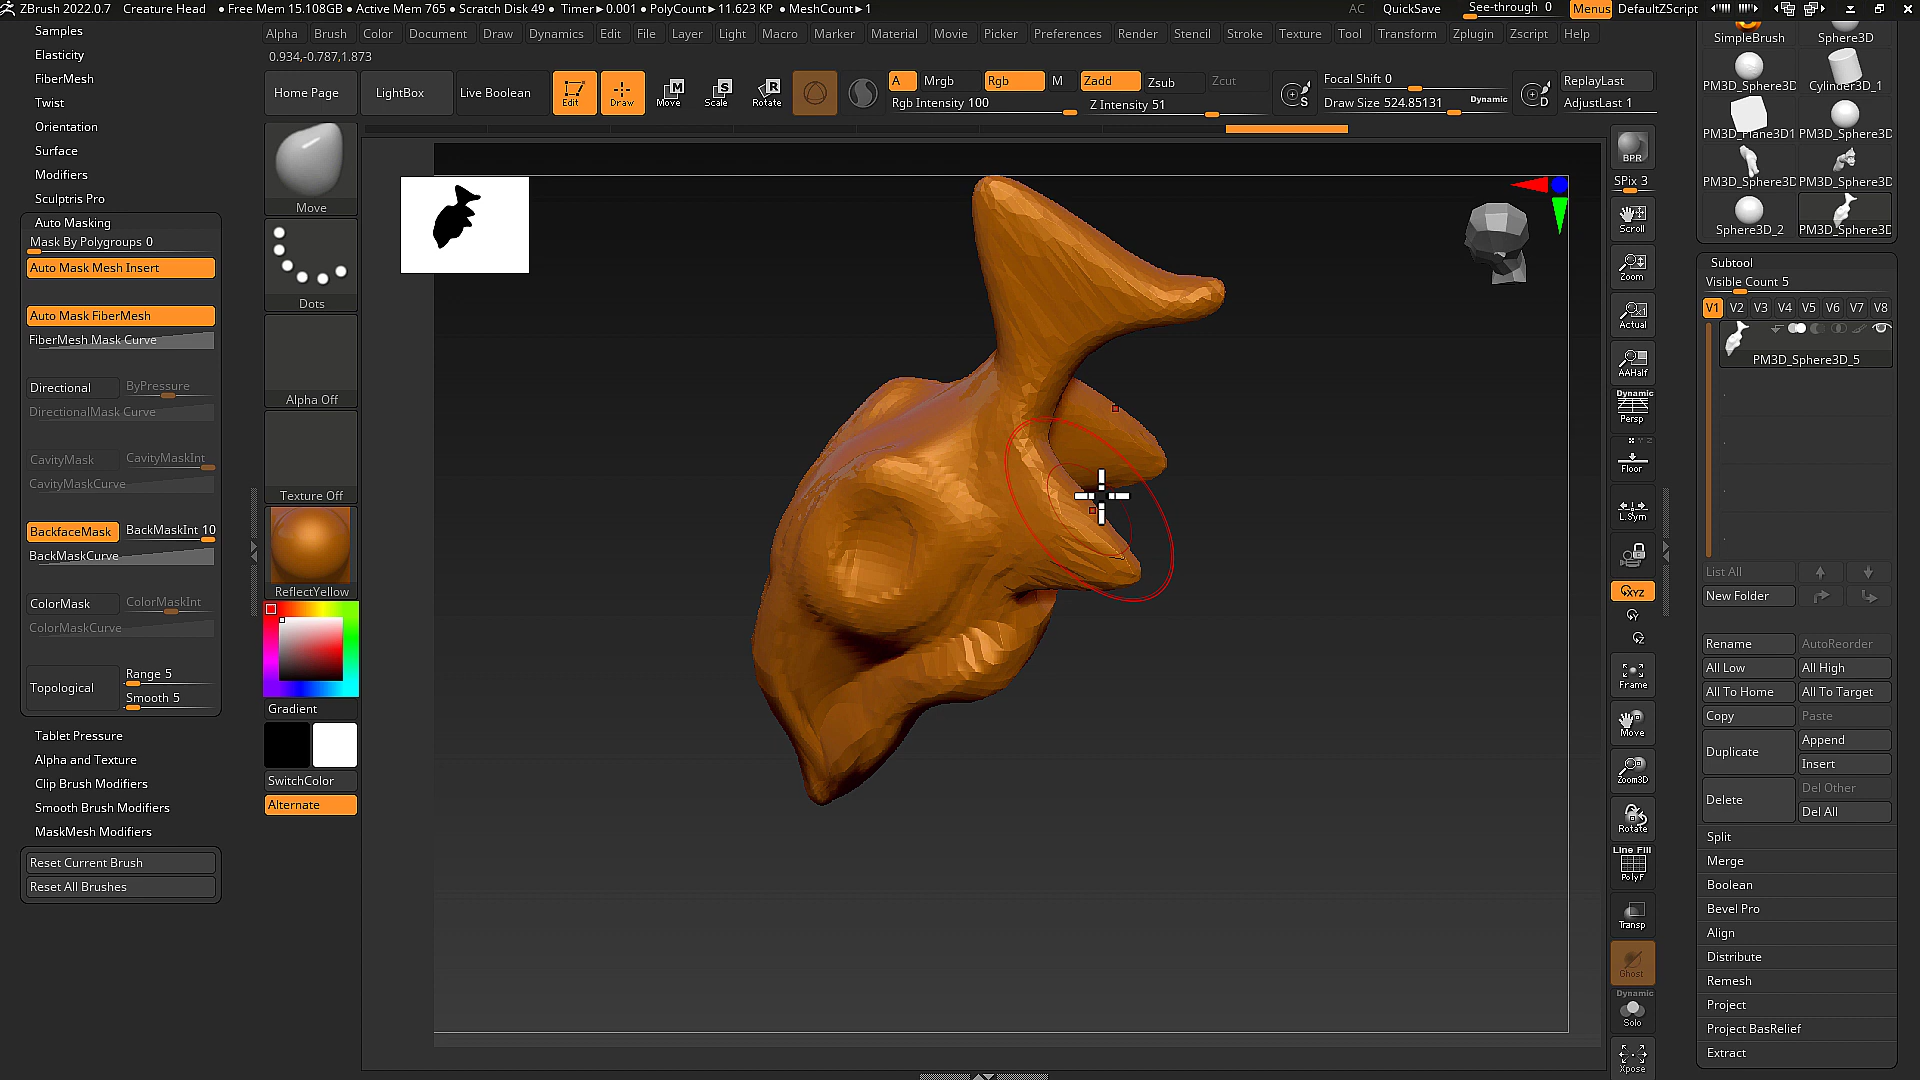 ZBrush 2022.0.7 Creature Head ● Free Mem 15.108GB ● Active Mem 765 ● Scratch Disk 49 ● Timer▸0.001 ● PolyCount▸11.623 KP ● MeshCount▸1 AC QuickSave See-through 0 Menus DefaultZScript
Alpha Brush Color Document Draw Dynamics Edit File Layer Light Macro Marker Material Movie Picker Preferences Render Stencil Stroke Texture Tool Transform Zplugin Zscript Help
0.934,-0.787,1.873
Home Page LightBox Live Boolean Edit Draw Move Scale Rotate
A Mrgb Rgb M Zadd Zsub Zcut
Rgb Intensity 100 Z Intensity 51
S Focal Shift 0
Draw Size 524.85131 Dynamic
D ReplayLast
AdjustLast 1
Samples
Elasticity
FiberMesh
Twist
Orientation
Surface
Modifiers
Sculptris Pro
Auto Masking
Mask By Polygroups 0
Auto Mask Mesh Insert
Auto Mask FiberMesh
FiberMesh Mask Curve
Directional ByPressure
DirectionalMask Curve
CavityMask CavityMaskInt
CavityMaskCurve
BackfaceMask BackMaskInt 10
BackMaskCurve
ColorMask ColorMaskInt
ColorMaskCurve
Topological Range 5
Smooth 5
Tablet Pressure
Alpha and Texture
Clip Brush Modifiers
Smooth Brush Modifiers
MaskMesh Modifiers
Reset Current Brush
Reset All Brushes
Move
Dots
Alpha Off
Texture Off
ReflectYellow
Gradient
SwitchColor
Alternate
BPR
SPix 3
Scroll
Zoom
Actual
AAHalf
Dynamic
Persp
Floor
L.Sym
XYZ
Y
Z
Frame
Move
Zoom3D
Rotate
Line Fill
PolyF
Transp
Ghost
Dynamic
Solo
Xpose
SimpleBrush Sphere3D
PM3D_Sphere3D Cylinder3D_1
PM3D_Plane3D1 PM3D_Sphere3D
PM3D_Sphere3D PM3D_Sphere3D
Sphere3D_2 PM3D_Sphere3D
Subtool
Visible Count 5
V1 V2 V3 V4 V5 V6 V7 V8
PM3D_Sphere3D_5
List All
New Folder
Rename AutoReorder
All Low All High
All To Home All To Target
Copy Paste
Duplicate Append
Insert
Delete Del Other
Del All
Split
Merge
Boolean
Bevel Pro
Align
Distribute
Remesh
Project
Project BasRelief
Extract